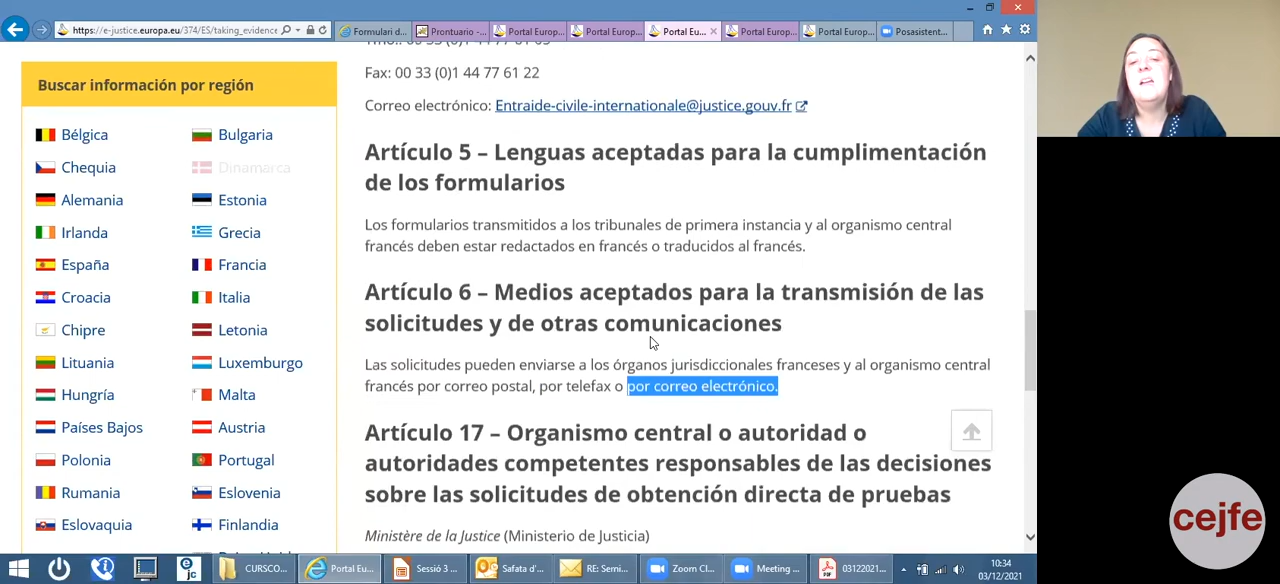 https://e-justice.europa.eu/374/ES/taking_evidence
Formulari d...
Prontuario -...
Portal Europ...
Portal Europ...
Portal Eu...
Portal Europ...
Portal Europ...
Posasistent...
Buscar información por región
Bélgica
Bulgaria
Chequia
Dinamarca
Alemania
Estonia
Irlanda
Grecia
España
Francia
Croacia
Italia
Chipre
Letonia
Lituania
Luxemburgo
Hungría
Malta
Países Bajos
Austria
Polonia
Portugal
Rumania
Eslovenia
Eslovaquia
Finlandia
Fax: 00 33 (0)1 44 77 61 22
Correo electrónico: Entraide-civile-internationale@justice.gouv.fr
Artículo 5 – Lenguas aceptadas para la cumplimentación
de los formularios
Los formularios transmitidos a los tribunales de primera instancia y al organismo central
francés deben estar redactados en francés o traducidos al francés.
Artículo 6 – Medios aceptados para la transmisión de las
solicitudes y de otras comunicaciones
Las solicitudes pueden enviarse a los órganos jurisdiccionales franceses y al organismo central
francés por correo postal, por telefax o por correo electrónico.
Artículo 17 – Organismo central o autoridad o
autoridades competentes responsables de las decisiones
sobre las solicitudes de obtención directa de pruebas
Ministère de la Justice (Ministerio de Justicia)
cejfe
CURSCO...
Portal Eu...
Sessió 3 ...
Safata d'...
RE: Semi...
Zoom Cl...
Meeting ...
03122021...
10:34
03/12/2021